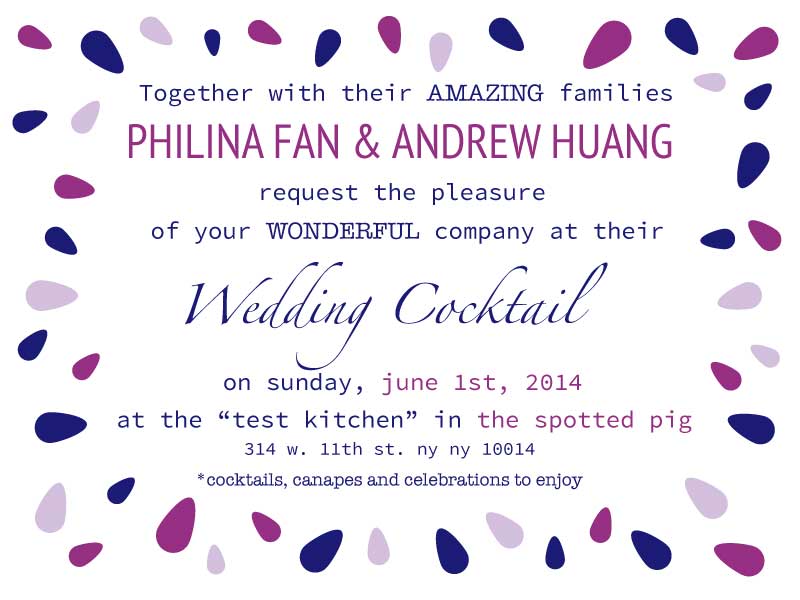 Together with their AMAZING families
PHILINA FAN & ANDREW HUANG
request the pleasure
of your WONDERFUL company at their
Wedding Cocktail
on sunday, june 1st, 2014
at the “test kitchen” in the spotted pig
314 w. 11th st. ny ny 10014
*cocktails, canapes and celebrations to enjoy